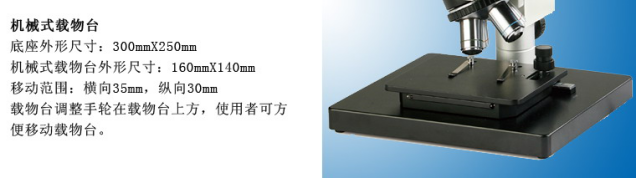 机械式载物台
底座外形尺寸：300mmX250mm
机械式载物台外形尺寸：160mmX140mm
移动范围：横向35mm，纵向30mm
载物台调整手轮在载物台上方，使用者可方
便移动载物台。